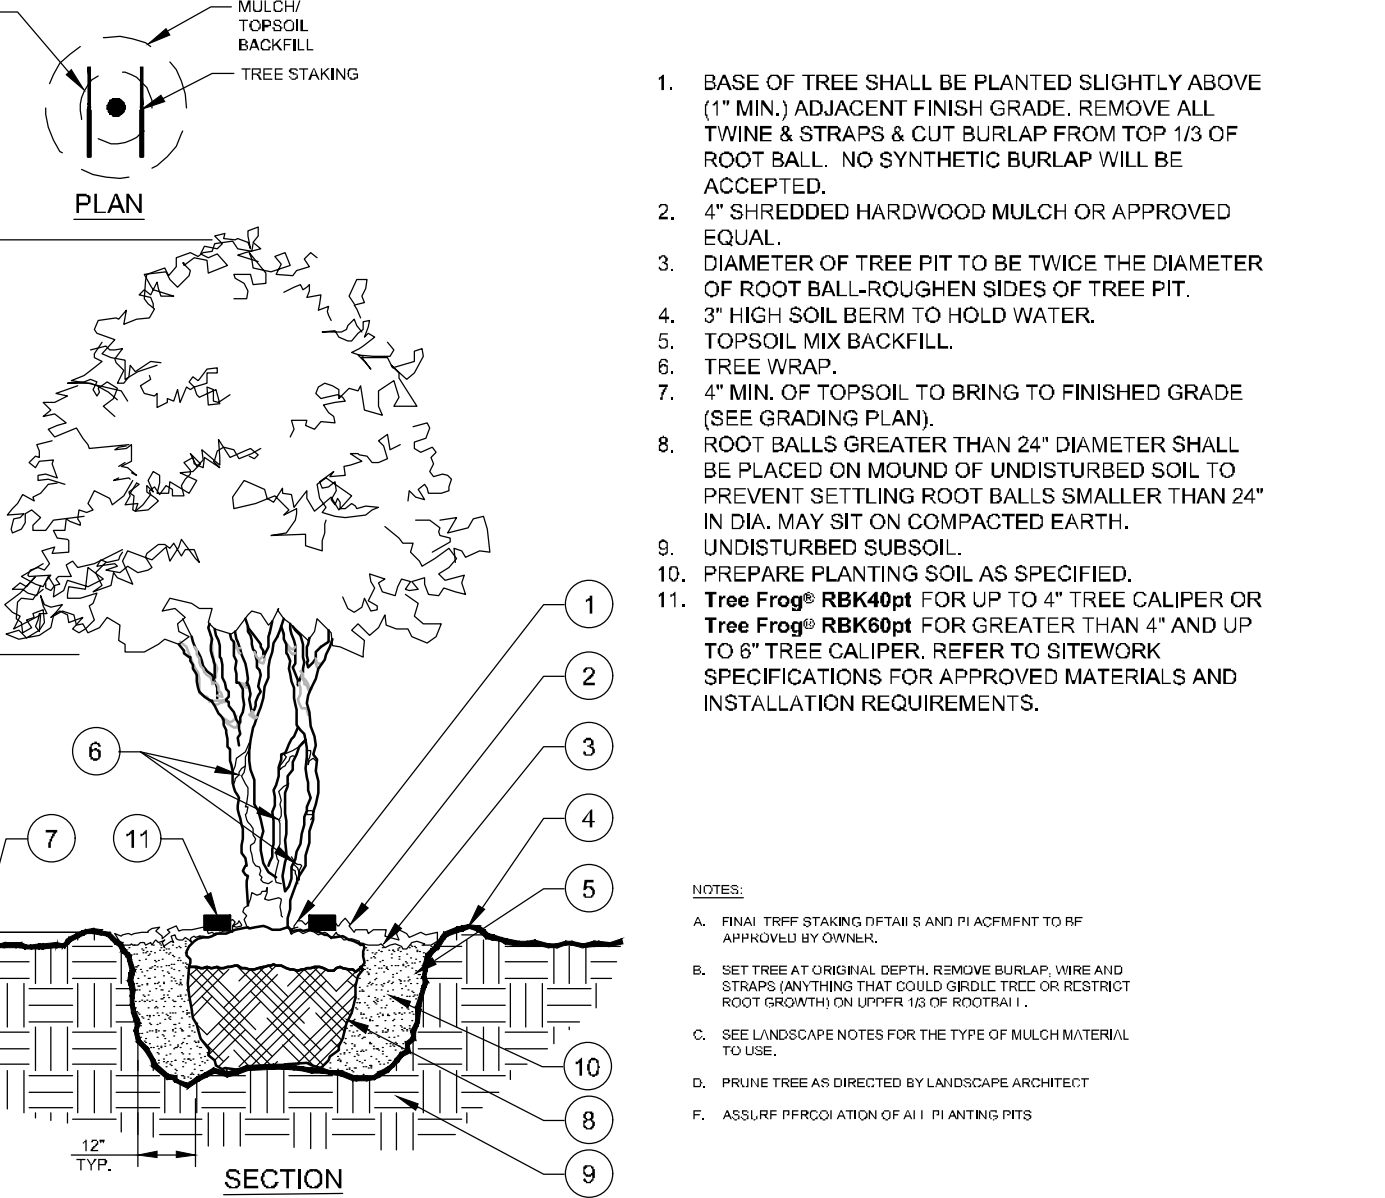 MULCH/
TOPSOIL
BACKFILL
TREE STAKING
PLAN
1. BASE OF TREE SHALL BE PLANTED SLIGHTLY ABOVE
(1" MIN.) ADJACENT FINISH GRADE. REMOVE ALL
TWINE & STRAPS & CUT BURLAP FROM TOP 1/3 OF
ROOT BALL. NO SYNTHETIC BURLAP WILL BE
ACCEPTED.
2. 4" SHREDDED HARDWOOD MULCH OR APPROVED
EQUAL.
3. DIAMETER OF TREE PIT TO BE TWICE THE DIAMETER
OF ROOT BALL-ROUGHEN SIDES OF TREE PIT.
4. 3" HIGH SOIL BERM TO HOLD WATER.
5. TOPSOIL MIX BACKFILL.
6. TREE WRAP.
7. 4" MIN. OF TOPSOIL TO BRING TO FINISHED GRADE
(SEE GRADING PLAN).
8. ROOT BALLS GREATER THAN 24" DIAMETER SHALL
BE PLACED ON MOUND OF UNDISTURBED SOIL TO
PREVENT SETTLING ROOT BALLS SMALLER THAN 24"
IN DIA. MAY SIT ON COMPACTED EARTH.
9. UNDISTURBED SUBSOIL.
10. PREPARE PLANTING SOIL AS SPECIFIED.
11. Tree Frog® RBK40pt FOR UP TO 4" TREE CALIPER OR
Tree Frog® RBK60pt FOR GREATER THAN 4" AND UP
TO 6" TREE CALIPER. REFER TO SITEWORK
SPECIFICATIONS FOR APPROVED MATERIALS AND
INSTALLATION REQUIREMENTS.
1
2
3
6
4
7
11
5
10
8
9
12"
TYP.
SECTION
NOTES:
A. FINAL TREE STAKING DETAILS AND PLACEMENT TO BE
APPROVED BY OWNER.
B. SET TREE AT ORIGINAL DEPTH. REMOVE BURLAP, WIRE AND
STRAPS (ANYTHING THAT COULD GIRDLE TREE OR RESTRICT
ROOT GROWTH) ON UPPER 1/3 OF ROOTBALL.
C. SEE LANDSCAPE NOTES FOR THE TYPE OF MULCH MATERIAL
TO USE.
D. PRUNE TREE AS DIRECTED BY LANDSCAPE ARCHITECT
E. ASSURE PERCOLATION OF ALL PLANTING PITS